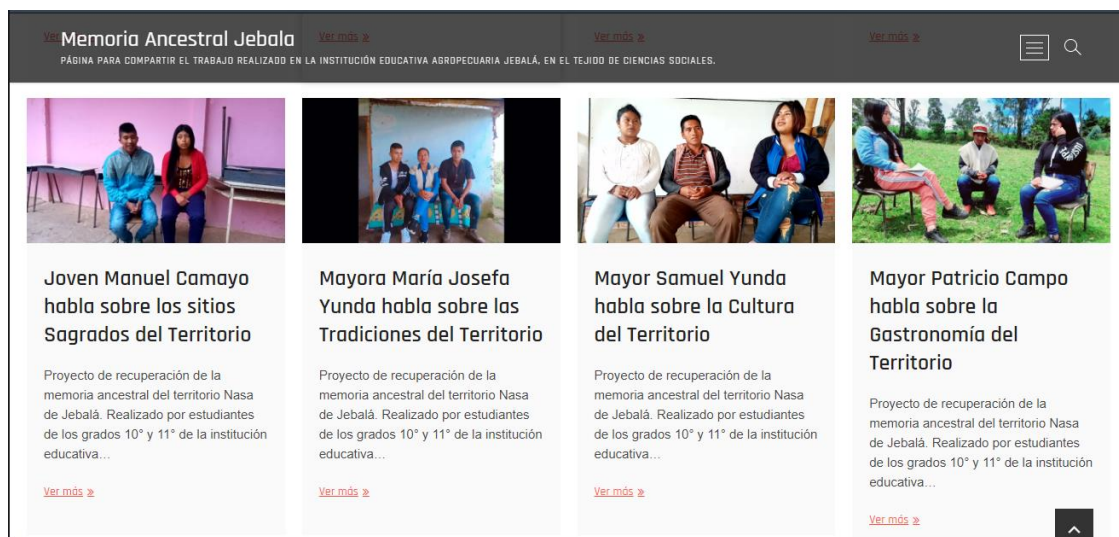 Ver más »
Ver más »
Ver más »
Ver más »
Memoria Ancestral Jebala
PÁGINA PARA COMPARTIR EL TRABAJO REALIZADO EN LA INSTITUCIÓN EDUCATIVA AGROPECUARIA JEBALÁ, EN EL TEJIDO DE CIENCIAS SOCIALES.
Joven Manuel Camayo
habla sobre los sitios
Sagrados del Territorio
Proyecto de recuperación de la
memoria ancestral del territorio Nasa
de Jebalá. Realizado por estudiantes
de los grados 10° y 11° de la institución
educativa…
Ver más »
Mayora María Josefa
Yunda habla sobre las
Tradiciones del Territorio
Proyecto de recuperación de la
memoria ancestral del territorio Nasa
de Jebalá. Realizado por estudiantes
de los grados 10° y 11° de la institución
educativa…
Ver más »
Mayor Samuel Yunda
habla sobre la Cultura
del Territorio
Proyecto de recuperación de la
memoria ancestral del territorio Nasa
de Jebalá. Realizado por estudiantes
de los grados 10° y 11° de la institución
educativa…
Ver más »
Mayor Patricio Campo
habla sobre la
Gastronomía del
Territorio
Proyecto de recuperación de la
memoria ancestral del territorio Nasa
de Jebalá. Realizado por estudiantes
de los grados 10° y 11° de la institución
educativa…
Ver más »